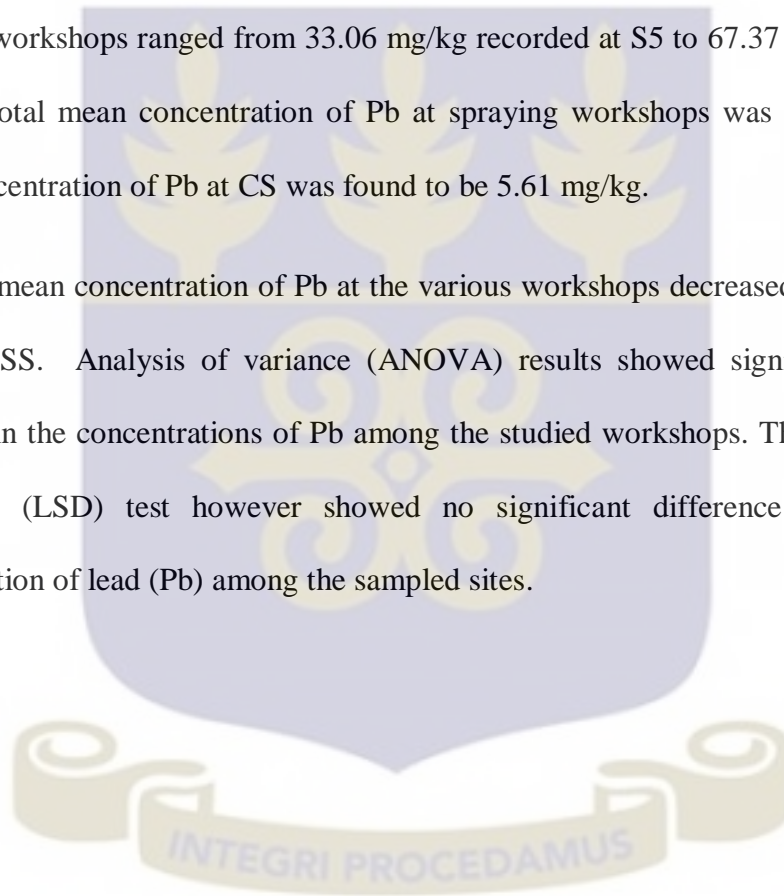 workshops ranged from 33.06 mg/kg recorded at S5 to 67.37
otal mean concentration of Pb at spraying workshops was
centration of Pb at CS was found to be 5.61 mg/kg.
mean concentration of Pb at the various workshops decreased
SS. Analysis of variance (ANOVA) results showed sign
n the concentrations of Pb among the studied workshops. Th
(LSD) test however showed no significant difference
tion of lead (Pb) among the sampled sites.
INTEGRI PROCEDAMUS